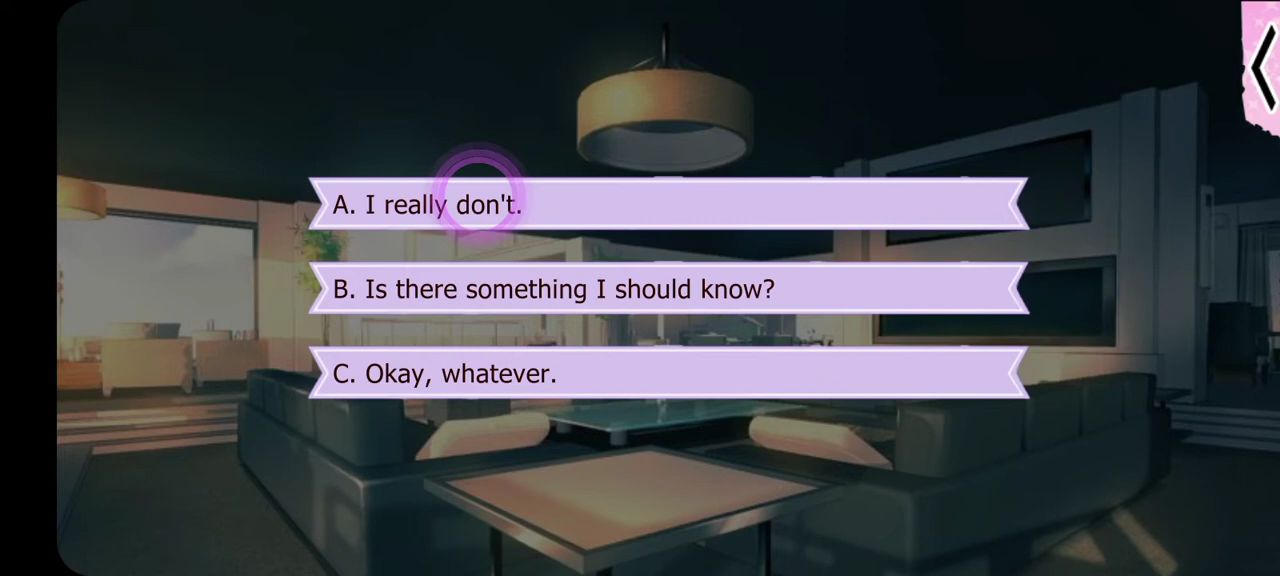 A. I really don't.
B. Is there something I should know?
C. Okay, whatever.